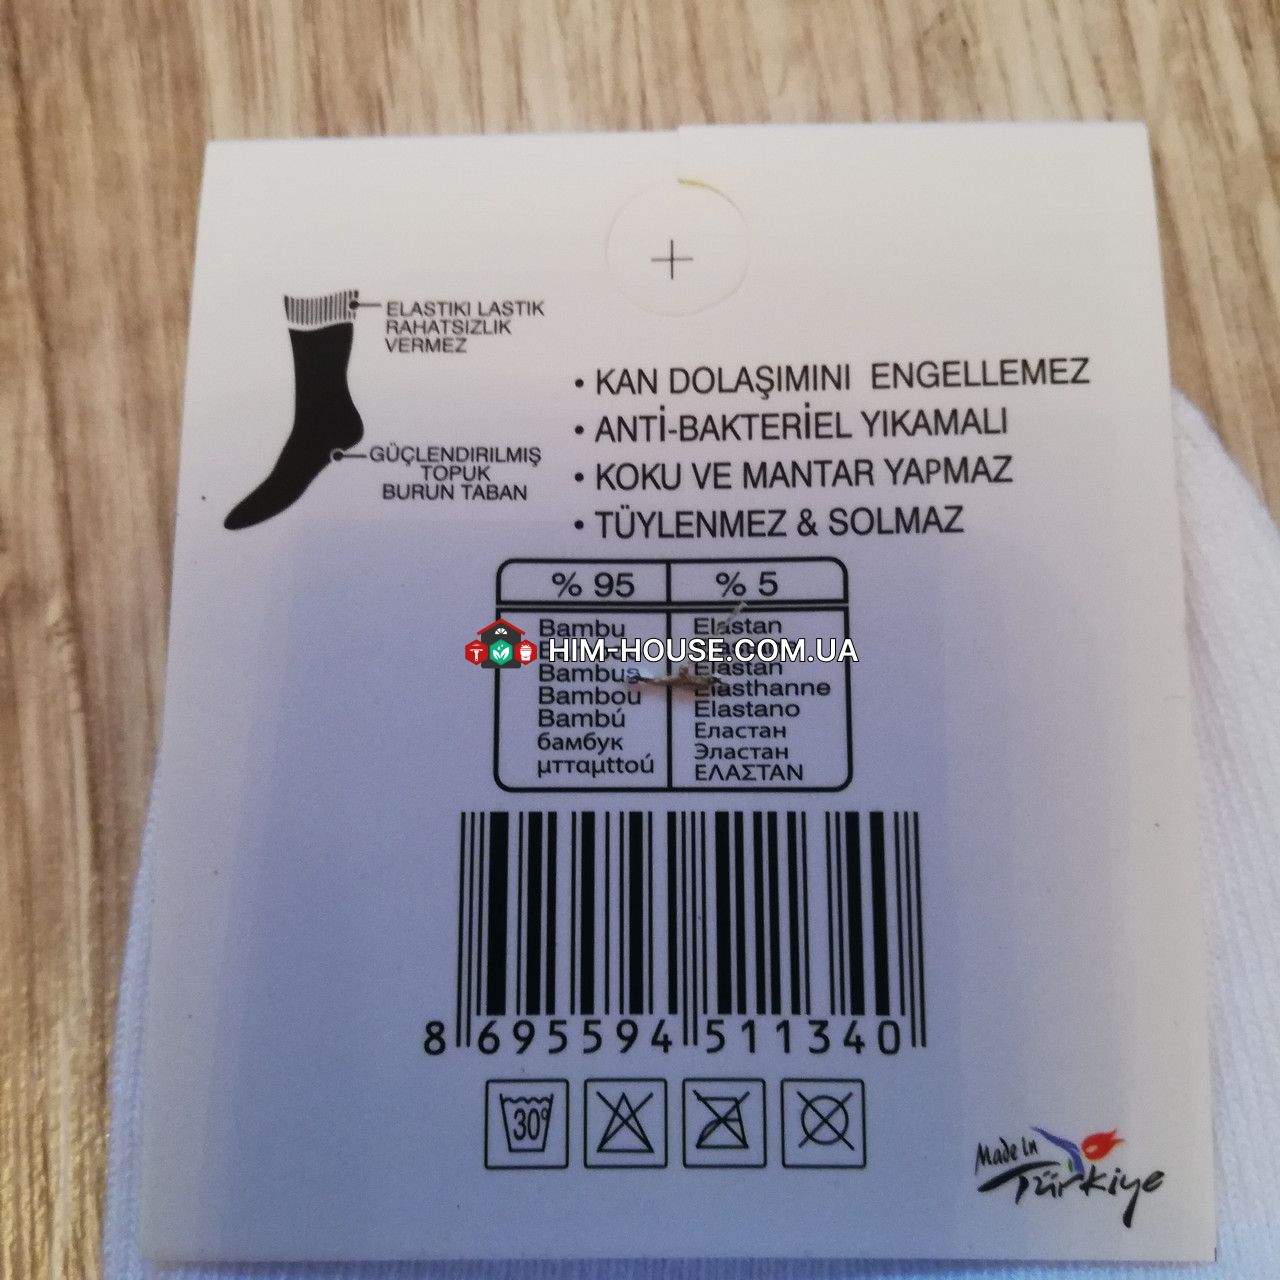 ELASTIKI LASTIK
RAHATSIZLIK
VERMEZ
GÜÇLENDIRILMIŞ
TOPUK
BURUN TABAN
• KAN DOLAŞIMINI ENGELLEMEZ
• ANTİ-BAKTERİEL YIKAMALI
• KOKU VE MANTAR YAPMAZ
• TÜYLENMEZ & SOLMAZ
% 95
% 5
Bambu
Bambus
Bambou
Bambú
бамбук
μτταμttoύ
Elastan
Elastan
Elasthanne
Elastano
Еластан
Эластан
ΕΛΑΣΤΑΝ
HIM-HOUSE.COM.UA
8 695594 511340
30°
Made in
Türkiye